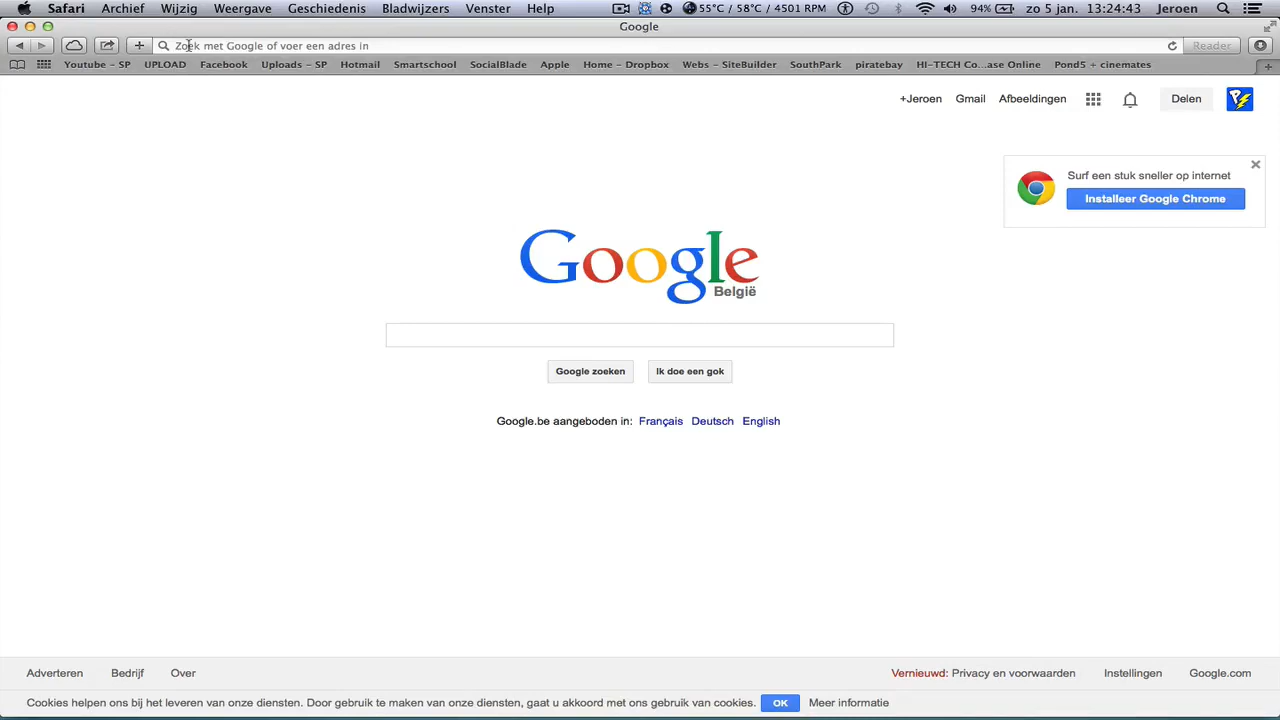 Safari Archief Wijzig Weergave Geschiedenis Bladwijzers Venster Help 55°C / 58°C / 4501 RPM 94% zo 5 jan. 13:24:43 Jeroen
Google
Zoek met Google of voer een adres in Reader
Youtube - SP UPLOAD Facebook Uploads - SP Hotmail Smartschool SocialBlade Apple Home - Dropbox Webs - SiteBuilder SouthPark piratebay HI-TECH Co...ase Online Pond5 + cinemates
+Jeroen Gmail Afbeeldingen Delen
Surf een stuk sneller op internet
Installeer Google Chrome
Google
België
Google zoeken Ik doe een gok
Google.be aangeboden in: Français Deutsch English
Adverteren Bedrijf Over Vernieuwd: Privacy en voorwaarden Instellingen Google.com
Cookies helpen ons bij het leveren van onze diensten. Door gebruik te maken van onze diensten, gaat u akkoord met ons gebruik van cookies. OK Meer informatie